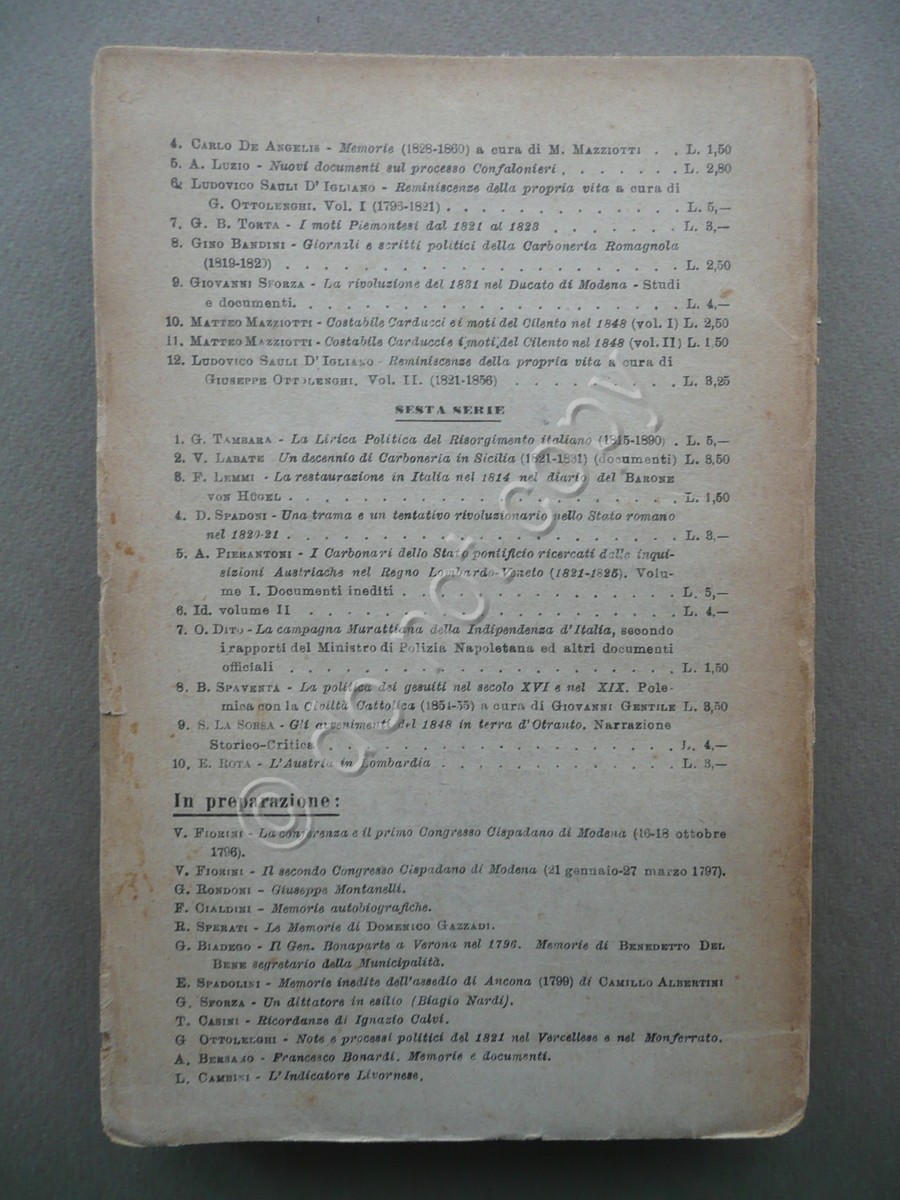 4. CARLO DE ANGELIS - Memorie (1828-1860) a cura di M. MAZZIOTTI . . L. 1,50
5. A. LUZIO - Nuovi documenti sul processo Confalonieri . . . . . . . L. 2,80
6. LUDOVICO SAULI D'IGLIANO - Reminiscenze della propria vita a cura di
G. OTTOLENGHI. Vol. I (1793-1821) . . . . . . . . . . . . . L. 5,—
7. G. B. TORTA - I moti Piemontesi dal 1821 al 1823 . . . . . . . L. 3,—
8. GINO BANDINI - Giornali e scritti politici della Carboneria Romagnola
(1819-1820) . . . . . . . . . . . . . . . . . . . . . L. 2,50
9. GIOVANNI SFORZA - La rivoluzione del 1831 nel Ducato di Modena - Studi
e documenti. . . . . . . . . . . . . . . . . . . . . . L. 4,—
10. MATTEO MAZZIOTTI - Costabile Carducci e i moti del Cilento nel 1848 (vol. I) L. 2,50
11. MATTEO MAZZIOTTI - Costabile Carducci e i moti del Cilento nel 1848 (vol. II) L. 1,50
12. LUDOVICO SAULI D'IGLIANO - Reminiscenze della propria vita a cura di
GIUSEPPE OTTOLENGHI. Vol. II. (1821-1856) . . . . . . . . . L. 3,25
SESTA SERIE
1. G. TAMBARA - La Lirica Politica del Risorgimento italiano (1815-1890) . L. 5,—
2. V. LABATE Un decennio di Carboneria in Sicilia (1821-1831) (documenti) L. 3,50
3. F. LEMMI - La restaurazione in Italia nel 1814 nel diario del BARONE
VON HÜGEL . . . . . . . . . . . . . . . . . . . . . . L. 1,50
4. D. SPADONI - Una trama e un tentativo rivoluzionario nello Stato romano
nel 1820-21 . . . . . . . . . . . . . . . . . . . . . L. 3,—
5. A. PIERANTONI - I Carbonari dello Stato pontificio ricercati dalle inqui-
sizioni Austriache nel Regno Lombardo-Veneto (1821-1825). Volu-
me I. Documenti inediti . . . . . . . . . . . . . . . . L. 5,—
6. Id. volume II . . . . . . . . . . . . . . . . . . . . L. 4,—
7. O. DITO - La campagna Murattiana della Indipendenza d'Italia, secondo
i rapporti del Ministro di Polizia Napoletana ed altri documenti
officiali . . . . . . . . . . . . . . . . . . . . . . L. 1,50
8. B. SPAVENTA - La politica dei gesuiti nel secolo XVI e nel XIX. Pole-
mica con la Civiltà Cattolica (1854-55) a cura di GIOVANNI GENTILE L. 3,50
9. S. LA SORSA - Gli avvenimenti del 1848 in terra d'Otranto. Narrazione
Storico-Critica . . . . . . . . . . . . . . . . . . . . L. 4,—
10. E. ROTA - L'Austria in Lombardia . . . . . . . . . . . . . L. 3,—
In preparazione:
V. FIORINI - La conferenza e il primo Congresso Cispadano di Modena (16-18 ottobre
1796).
V. FIORINI - Il secondo Congresso Cispadano di Modena (21 gennaio-27 marzo 1797).
G. RONDONI - Giuseppe Montanelli.
F. CIALDINI - Memorie autobiografiche.
R. SPERATI - Le Memorie di DOMENICO GAZZADI.
G. BIADEGO - Il Gen. Bonaparte a Verona nel 1796. Memorie di BENEDETTO DEL
BENE segretario della Municipalità.
E. SPADOLINI - Memorie inedite dell'assedio di Ancona (1799) di CAMILLO ALBERTINI
G. SFORZA - Un dittatore in esilio (Biagio Nardi).
T. CASINI - Ricordanze di Ignazio Calvi.
G OTTOLELGHI - Note e processi politici del 1821 nel Vercellese e nel Monferrato.
A. BERSANO - Francesco Bonardi. Memorie e documenti.
L. CAMBINI - L'Indicatore Livornese.